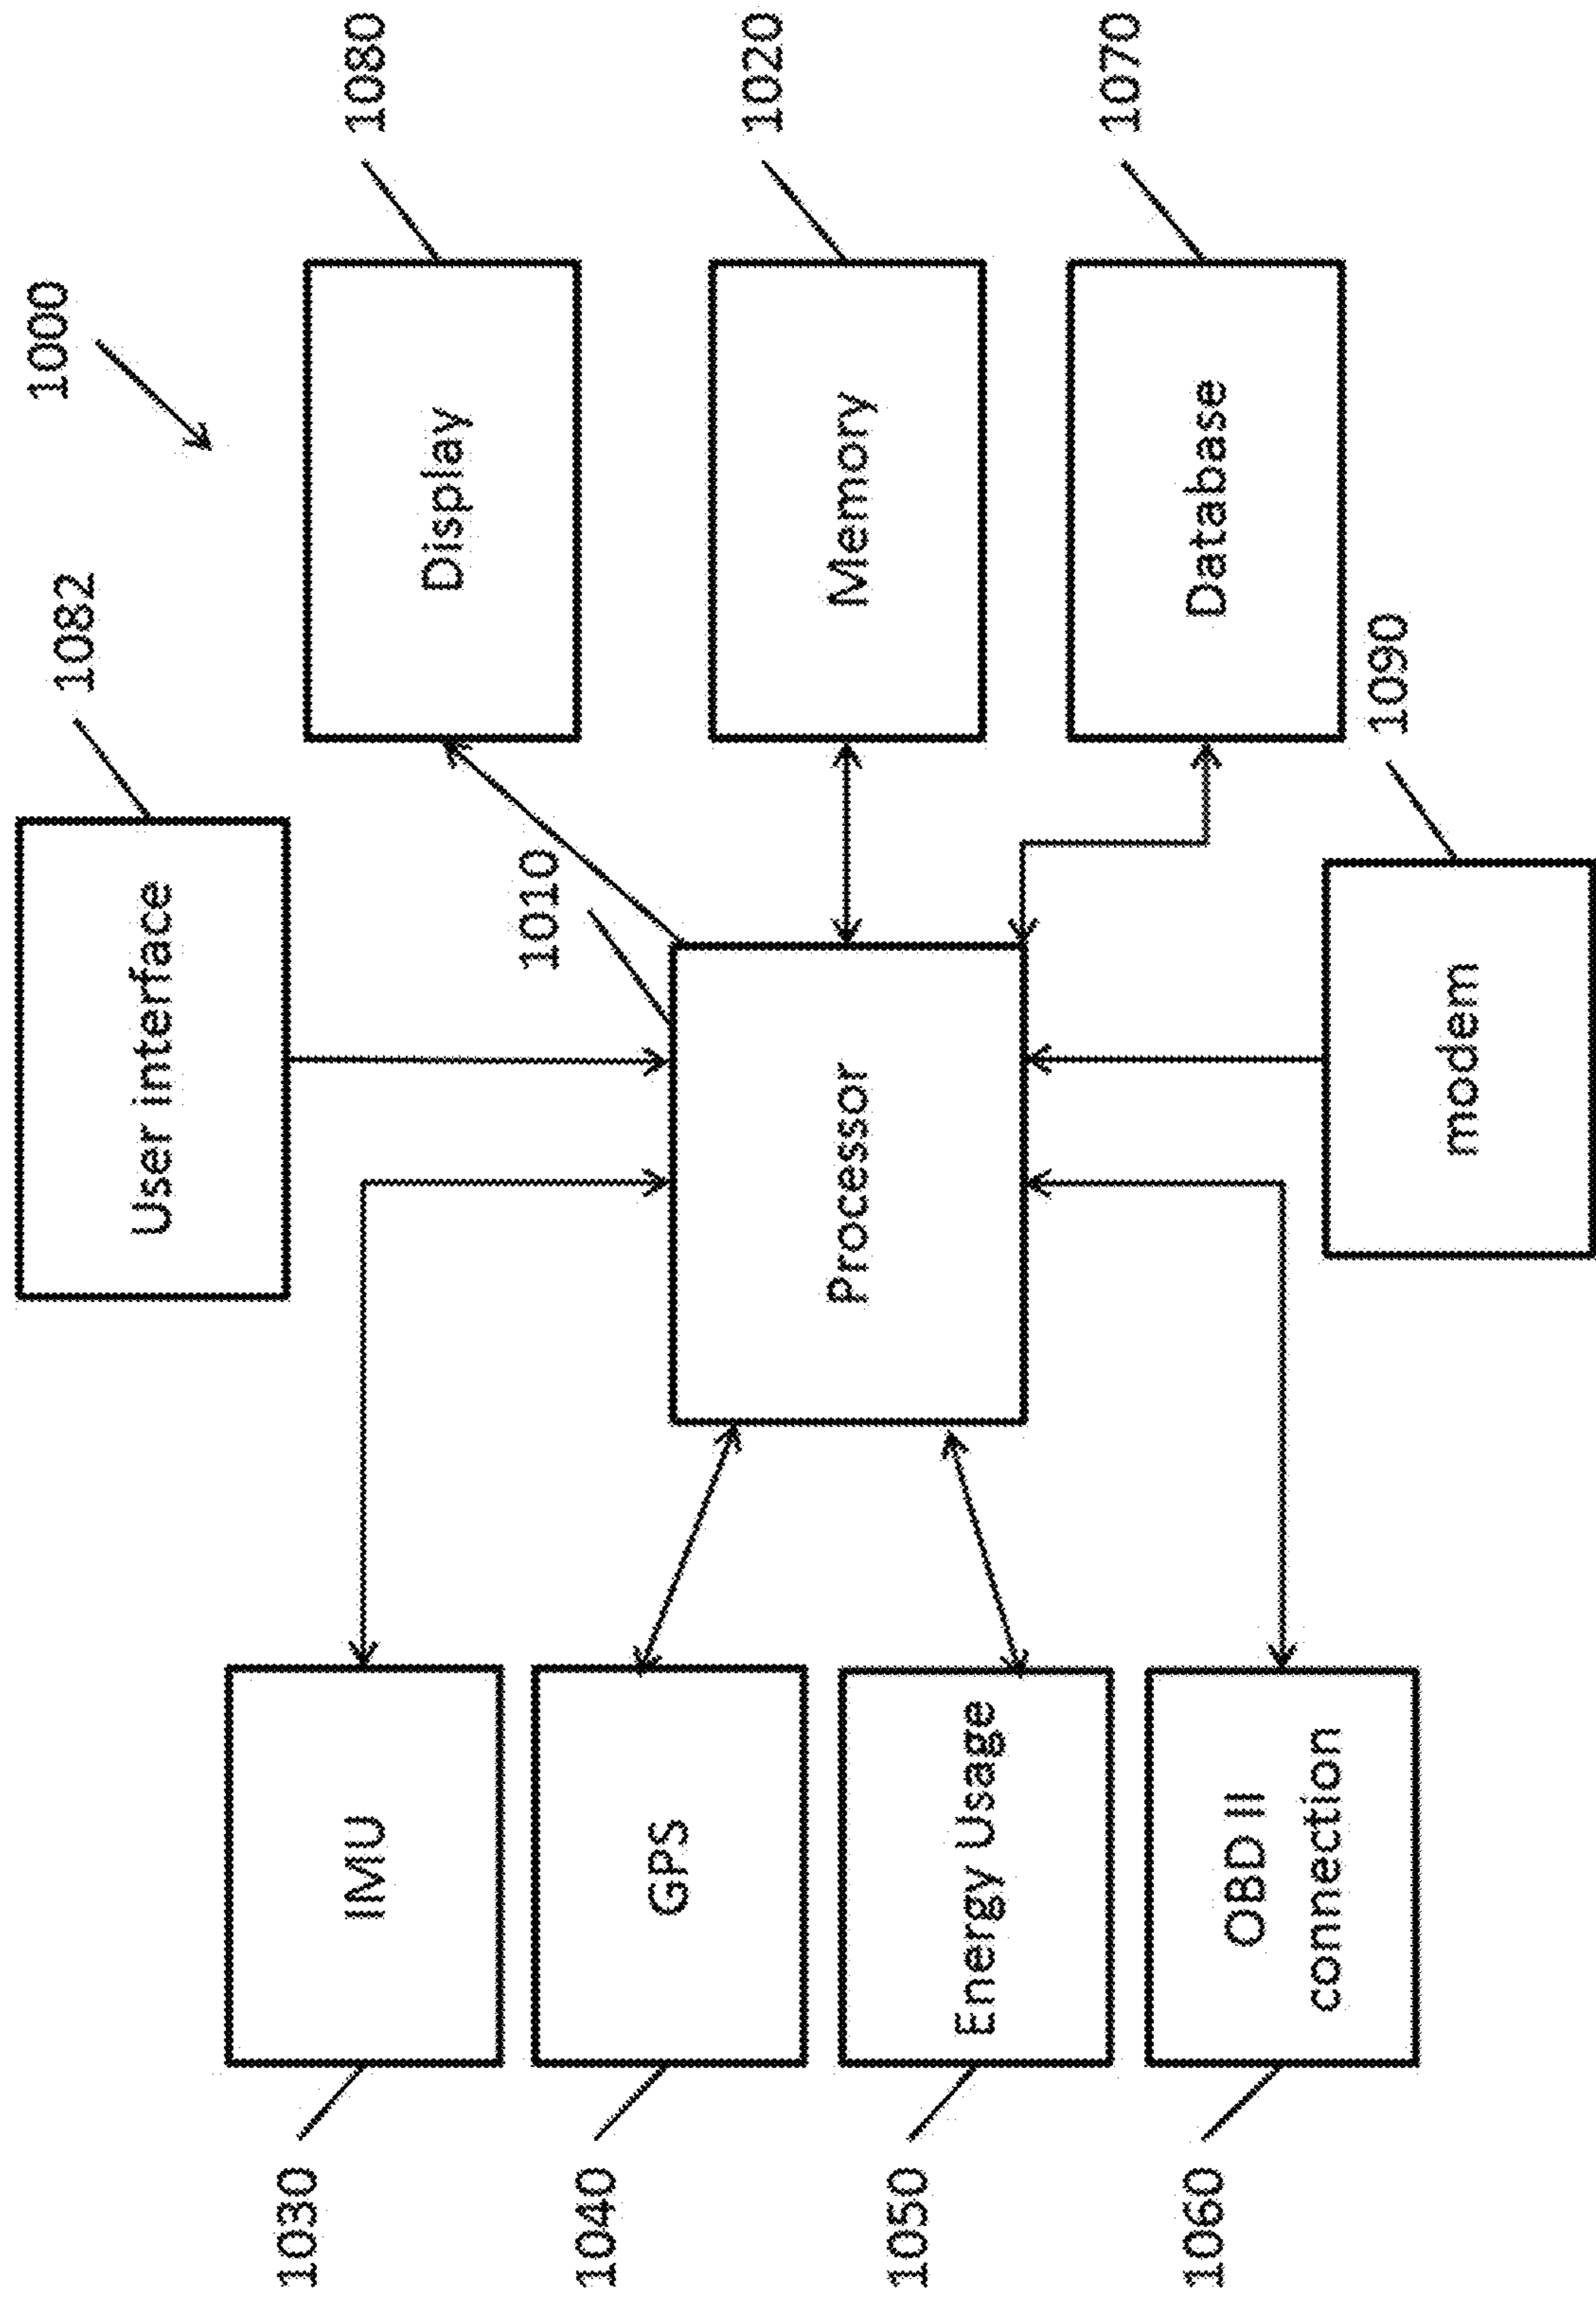 1000
User interface
1082
IMU
1030
Display
1080
GPS
1040
1010
Processor
Memory
1020
Energy Usage
1050
OBD II
connection
1060
Database
1070
modem
1090